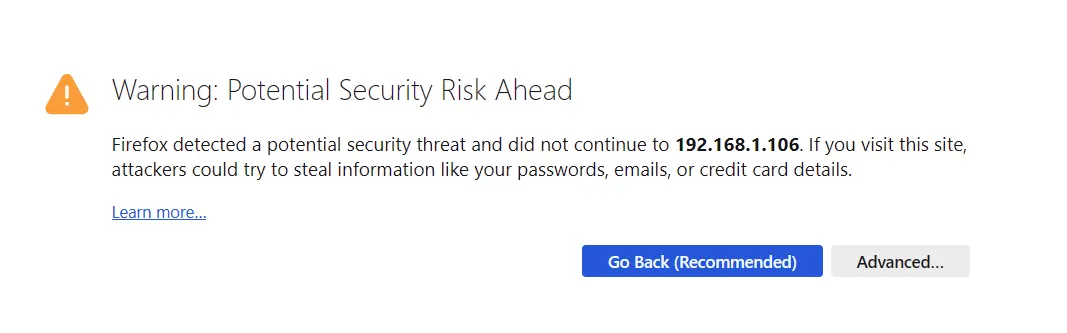 Warning: Potential Security Risk Ahead
Firefox detected a potential security threat and did not continue to 192.168.1.106. If you visit this site,
attackers could try to steal information like your passwords, emails, or credit card details.
Learn more...
Go Back (Recommended) Advanced...